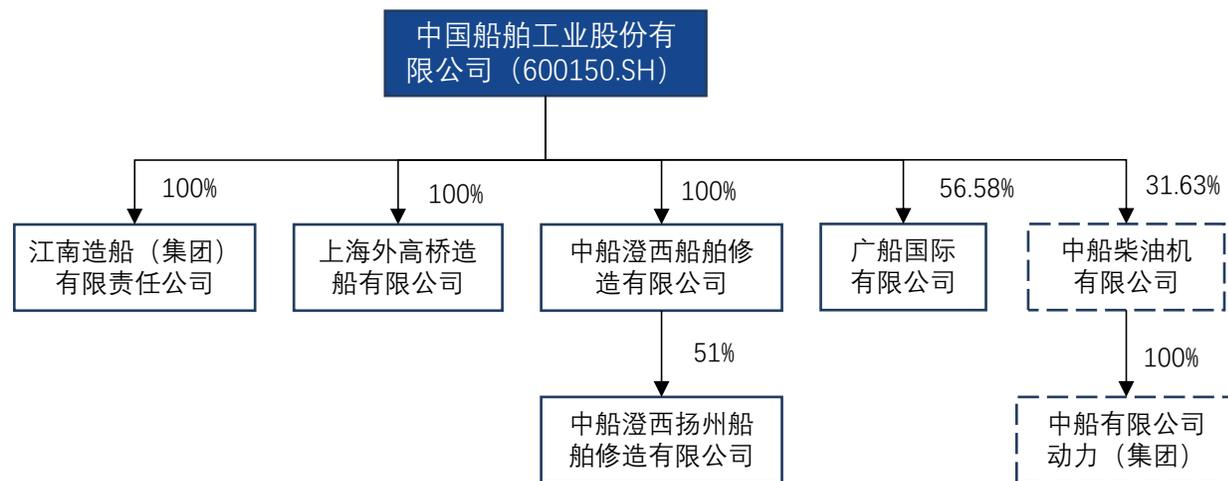 中国船舶工业股份有
限公司（600150.SH）
100%
100%
100%
56.58%
31.63%
江南造船（集团）
有限责任公司
上海外高桥造
船有限公司
中船澄西船舶修
造有限公司
广船国际
有限公司
中船柴油机
有限公司
51%
100%
中船澄西扬州船
舶修造有限公司
中船有限公司
动力（集团）